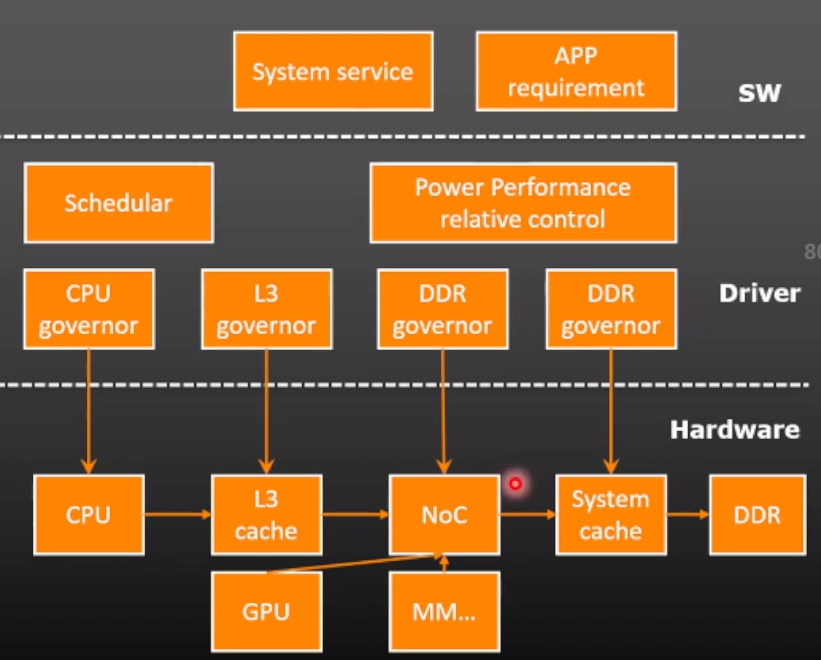 System service
APP
requirement
SW
Schedular
Power Performance
relative control
80
CPU
governor
L3
governor
DDR
governor
DDR
governor
Driver
Hardware
CPU
L3
cache
NoC
System
cache
DDR
GPU
MM...